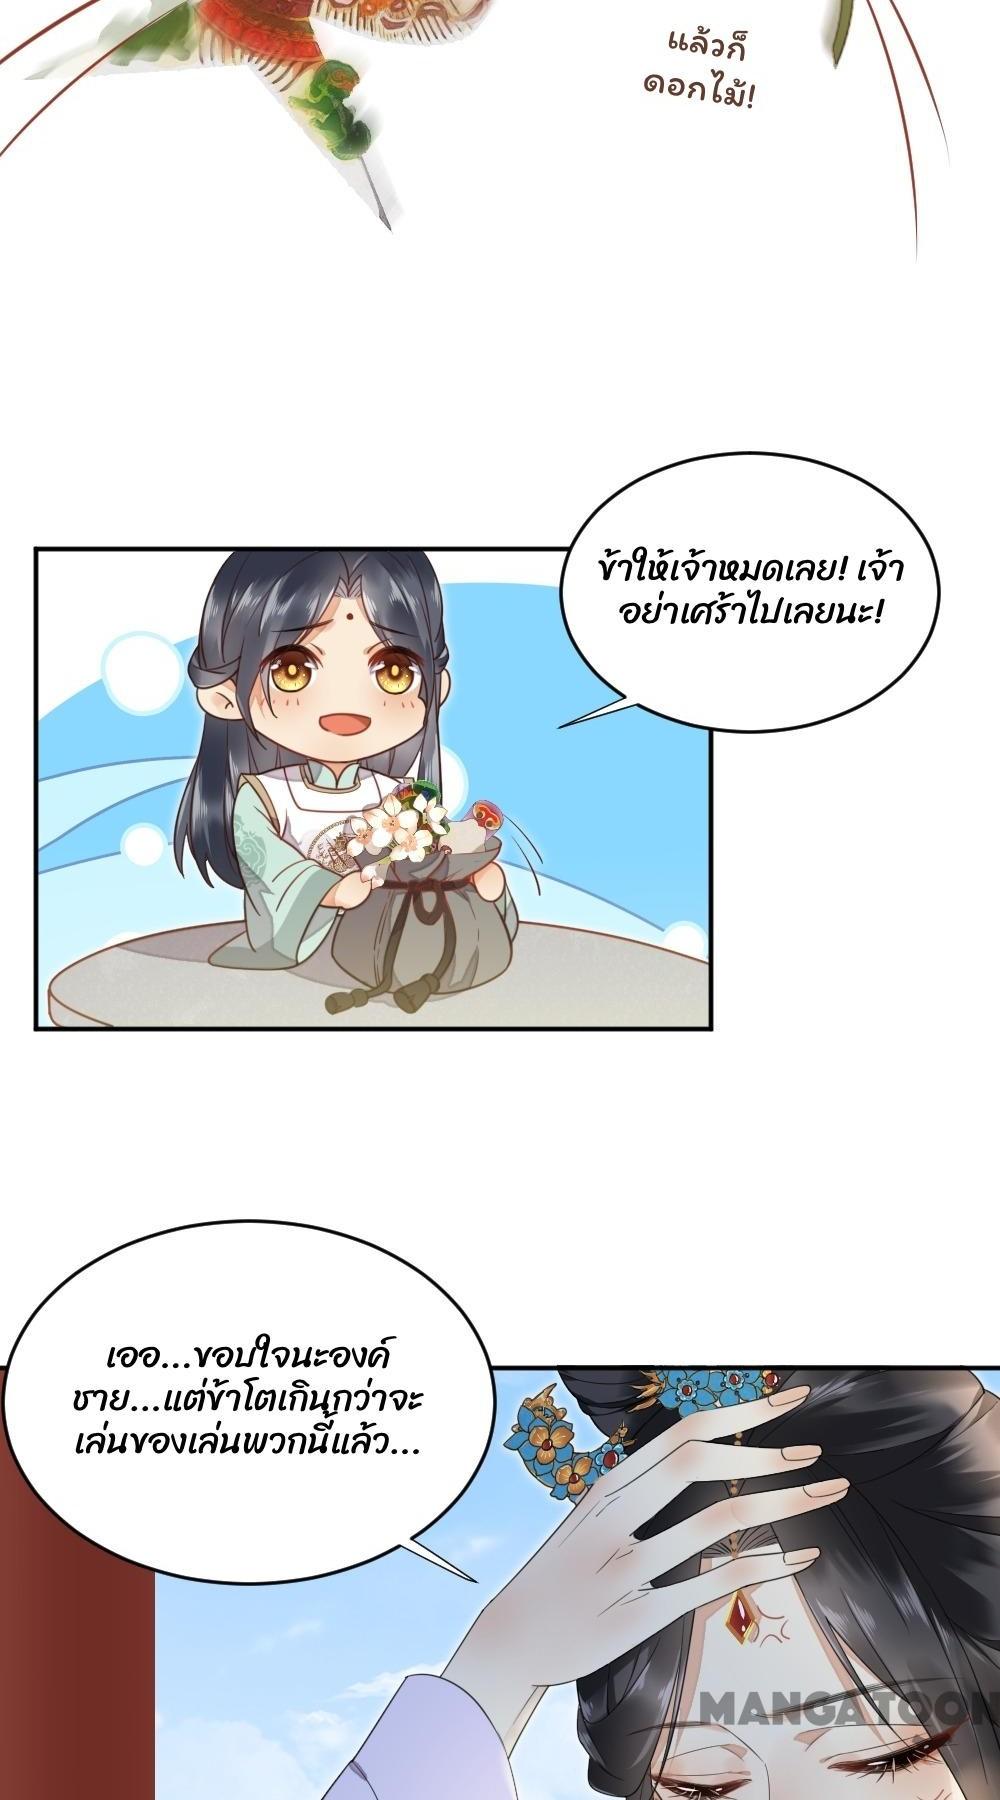 แล้วก็
ดอกไม้!
ข้าให้เจ้าหมดเลย! เจ้า
อย่าเศร้าไปเลยนะ!
เออ...ขอบใจนะองค์
ชาย...แต่ข้าโตเกินกว่าจะ
เล่นของเล่นพวกนี้แล้ว...
MANGATOON